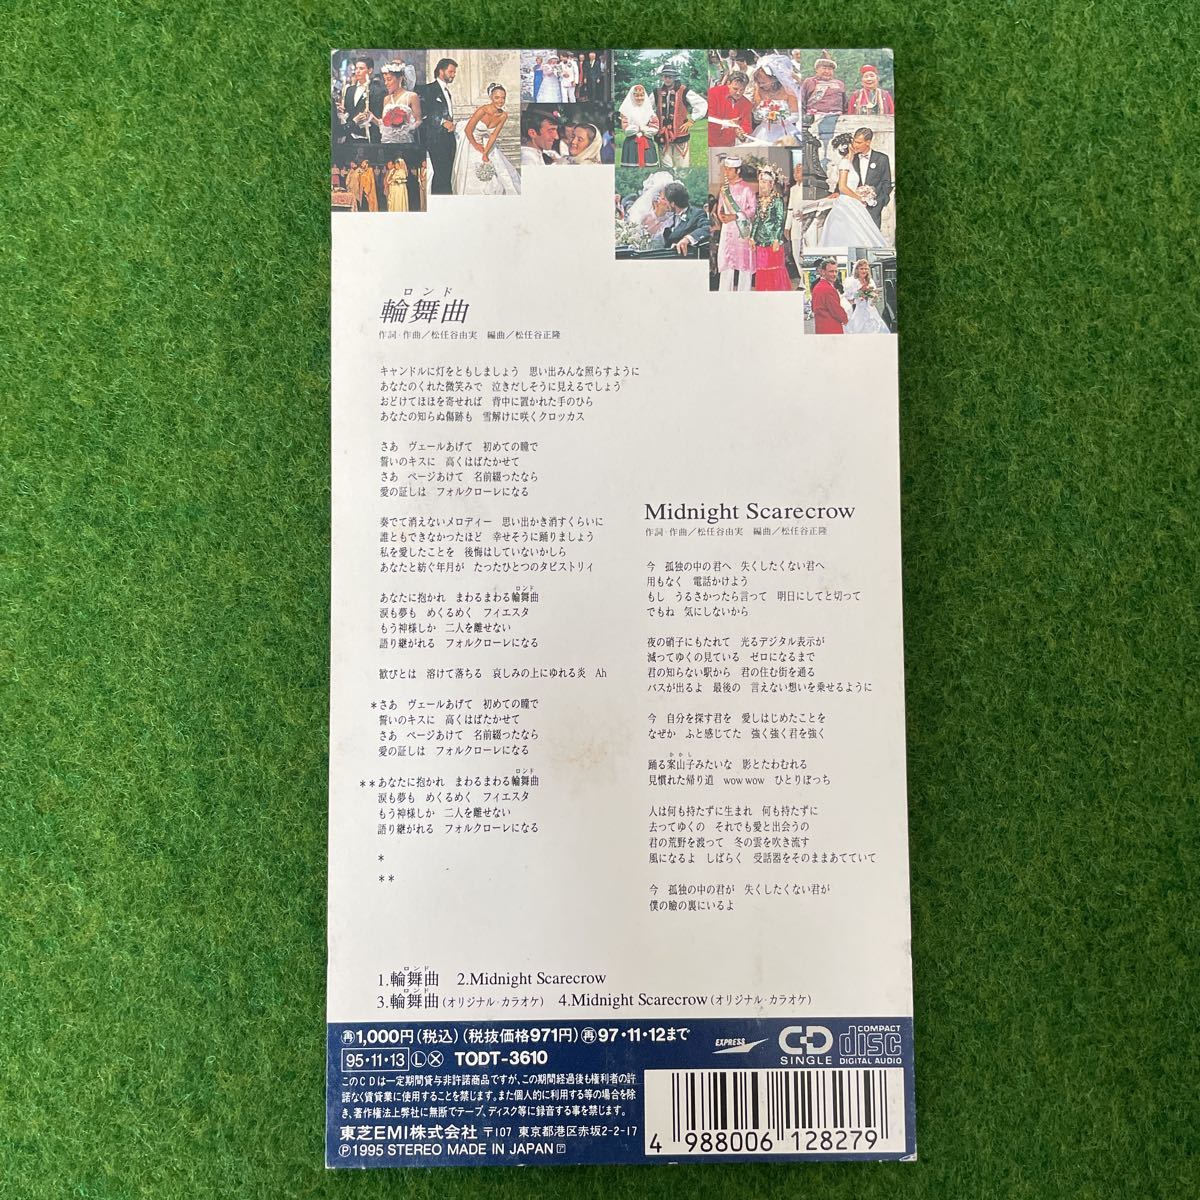 ロンド
輪舞曲
作詞・作曲／松任谷由実　編曲／松任谷正隆
キャンドルに灯をともしましょう　思い出みんな照らすように
あなたのくれた微笑みで　泣きだしそうに見えるでしょう
おどけてほほを寄せれば　背中に置かれた手のひら
あなたの知らぬ傷跡も　雪解けに咲くクロッカス
さあ　ヴェールあげて　初めての瞳で
誓いのキスに　高くはばたかせて
さあ　ページあけて　名前綴ったなら
愛の証しは　フォルクローレになる
奏でて消えないメロディー　思い出かき消すくらいに
誰ともできなかったほど　幸せそうに踊りましょう
私を愛したことを　後悔はしていないかしら
あなたと紡ぐ年月が　たったひとつのタピストリィ
ロンド
あなたに抱かれ　まわるまわる輪舞曲
涙も夢も　めくるめく　フィエスタ
もう神様しか　二人を離せない
語り継がれる　フォルクローレになる
歓びとは　溶けて落ちる　哀しみの上にゆれる炎　Ah
*さあ　ヴェールあげて　初めての瞳で
誓いのキスに　高くはばたかせて
さあ　ページあけて　名前綴ったなら
愛の証しは　フォルクローレになる
ロンド
**あなたに抱かれ　まわるまわる輪舞曲
涙も夢も　めくるめく　フィエスタ
もう神様しか　二人を離せない
語り継がれる　フォルクローレになる
*
**
Midnight Scarecrow
作詞・作曲／松任谷由実　編曲／松任谷正隆
今　孤独の中の君へ　失くしたくない君へ
用もなく　電話かけよう
もし　うるさかったら言って　明日にしてと切って
でもね　気にしないから
夜の硝子にもたれて　光るデジタル表示が
減ってゆくの見ている　ゼロになるまで
君の知らない駅から　君の住む街を通る
バスが出るよ　最後の　言えない想いを乗せるように
今　自分を探す君を　愛しはじめたことを
なぜか　ふと感じてた　強く強く君を強く
かかし
踊る案山子みたいな　影とたわむれる
見慣れた帰り道　wow wow　ひとりぼっち
人は何も持たずに生まれ　何も持たずに
去ってゆくの　それでも愛と出会うの
君の荒野を渡って　冬の雲を吹き流す
風になるよ　しばらく　受話器をそのままあてていて
今　孤独の中の君が　失くしたくない君が
僕の瞼の裏にいるよ
ロンド
1.輪舞曲　2.Midnight Scarecrow
ロンド
3.輪舞曲(オリジナル・カラオケ)　4.Midnight Scarecrow(オリジナル・カラオケ)
㊢1,000円(税込)(税抜価格971円)㊢97・11・12まで
95・11・13 Ⓛ Ⓧ TODT-3610
このCDは一定期間貸与非許諾商品ですが、この期間経過後も権利者の許
諾なく賃貸業に使用することを禁じます。また個人的に利用する等の場合を除
き、著作権法上弊社に無断でテープ、ディスク等に録音する事を禁じます。
東芝EMI株式会社 〒107 東京都港区赤坂2-2-17
Ⓟ1995 STEREO MADE IN JAPAN
EXPRESS
CD SINGLE
COMPACT disc DIGITAL AUDIO
4 988006 128279